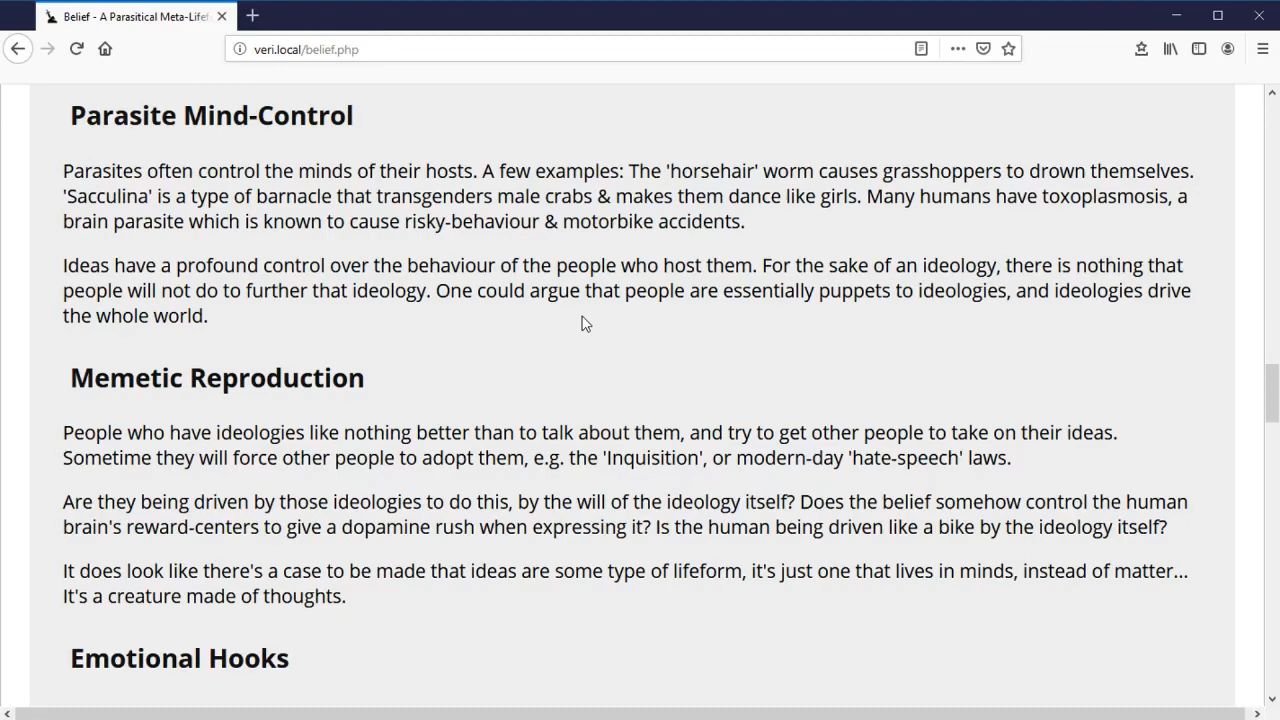 Belief - A Parasitical Meta-Lifef
veri.local/belief.php
Parasite Mind-Control
Parasites often control the minds of their hosts. A few examples: The 'horsehair' worm causes grasshoppers to drown themselves.
'Sacculina' is a type of barnacle that transgenders male crabs & makes them dance like girls. Many humans have toxoplasmosis, a
brain parasite which is known to cause risky-behaviour & motorbike accidents.
Ideas have a profound control over the behaviour of the people who host them. For the sake of an ideology, there is nothing that
people will not do to further that ideology. One could argue that people are essentially puppets to ideologies, and ideologies drive
the whole world.
Memetic Reproduction
People who have ideologies like nothing better than to talk about them, and try to get other people to take on their ideas.
Sometime they will force other people to adopt them, e.g. the 'Inquisition', or modern-day 'hate-speech' laws.
Are they being driven by those ideologies to do this, by the will of the ideology itself? Does the belief somehow control the human
brain's reward-centers to give a dopamine rush when expressing it? Is the human being driven like a bike by the ideology itself?
It does look like there's a case to be made that ideas are some type of lifeform, it's just one that lives in minds, instead of matter...
It's a creature made of thoughts.
Emotional Hooks